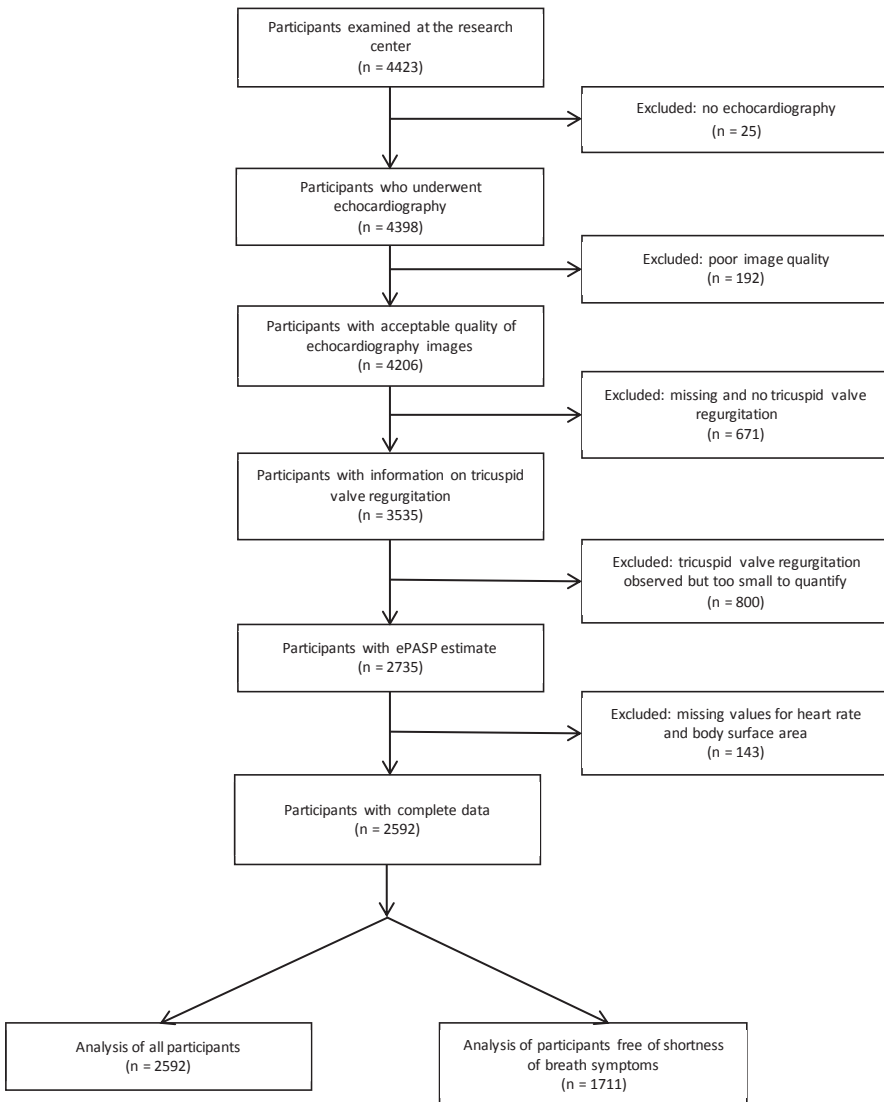 Participants examined at the research
center
(n = 4423)
Excluded: no echocardiography
(n = 25)
Participants who underwent
echocardiography
(n = 4398)
Excluded: poor image quality
(n = 192)
Participants with acceptable quality of
echocardiography images
(n = 4206)
Excluded: missing and no tricuspid valve
regurgitation
(n = 671)
Participants with information on tricuspid
valve regurgitation
(n = 3535)
Excluded: tricuspid valve regurgitation
observed but too small to quantify
(n = 800)
Participants with ePASP estimate
(n = 2735)
Excluded: missing values for heart rate
and body surface area
(n = 143)
Participants with complete data
(n = 2592)
Analysis of all participants
(n = 2592)
Analysis of participants free of shortness
of breath symptoms
(n = 1711)